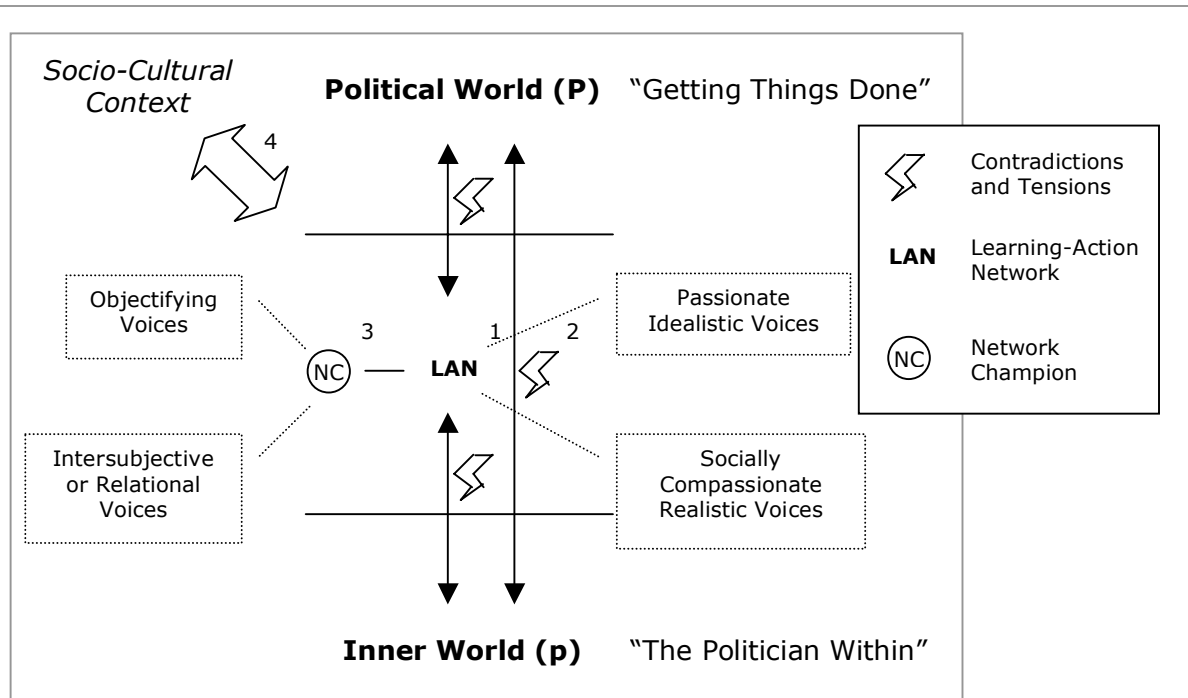 Socio-Cultural
Context
Political World (P) “Getting Things Done”
4
Contradictions
and Tensions
LAN Learning-Action
Network
NC Network
Champion
Objectifying
Voices
Passionate
Idealistic Voices
3
1
2
NC
LAN
Intersubjective
or Relational
Voices
Socially
Compassionate
Realistic Voices
Inner World (p) “The Politician Within”